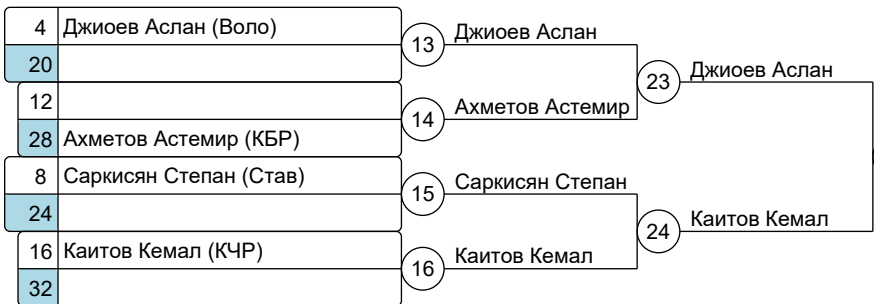 4 Джиоев Аслан (Воло)
13 Джиоев Аслан
20
23 Джиоев Аслан
12
14 Ахметов Астемир
28 Ахметов Астемир (КБР)
8 Саркисян Степан (Став)
15 Саркисян Степан
24
24 Каитов Кемал
16 Каитов Кемал (КЧР)
16 Каитов Кемал
32